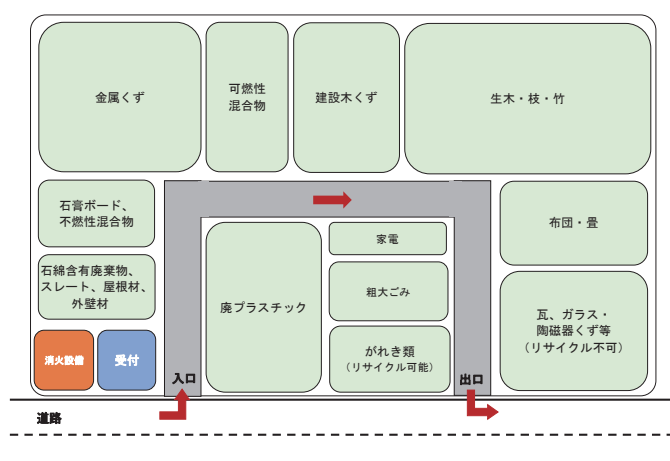 金属くず
可燃性
混合物
建設木くず
生木・枝・竹
石膏ボード、
不燃性混合物
家電
布団・畳
石綿含有廃棄物、
スレート、屋根材、
外壁材
廃プラスチック
粗大ごみ
瓦、ガラス・
陶磁器くず等
（リサイクル不可）
消火設備
受付
がれき類
（リサイクル可能）
入口
出口
道路